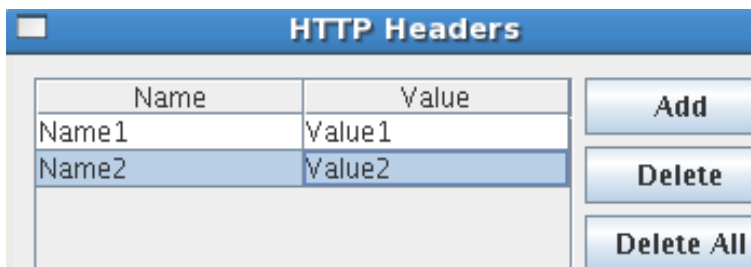 HTTP Headers
Name Value
Name1 Value1
Name2 Value2
Add
Delete
Delete All